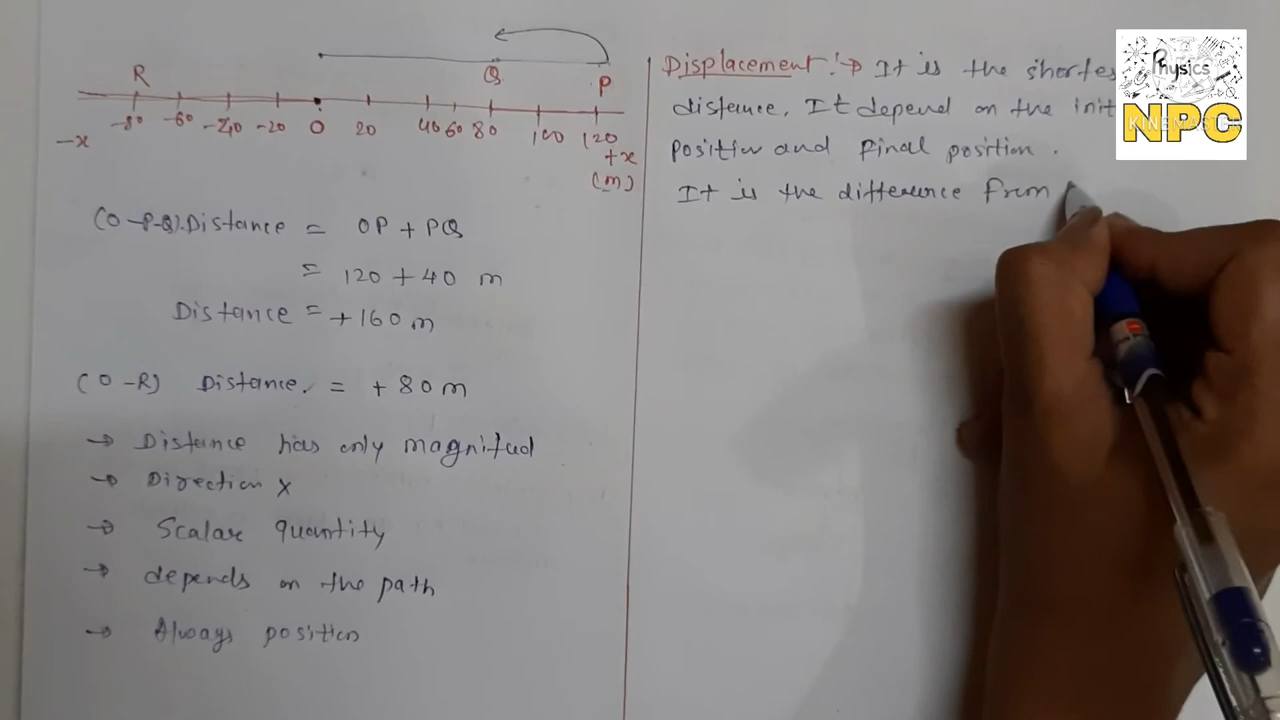 R
Q
P
-x
-80
-60
-40
-20
O
20
40
60
80
100
120
+x
(m)
(O-P-Q).Distance = OP + PQ
= 120 + 40 m
Distance = +160 m
(O-R) Distance. = + 80 m
→ Distance has only magnitud
→ Direction x
→ Scalar quantity
→ depends on the path
→ Always
Displacement :→ It is the shortes
distance. It depend on the init
position and final position.
It is the difference from
Physics
NPC